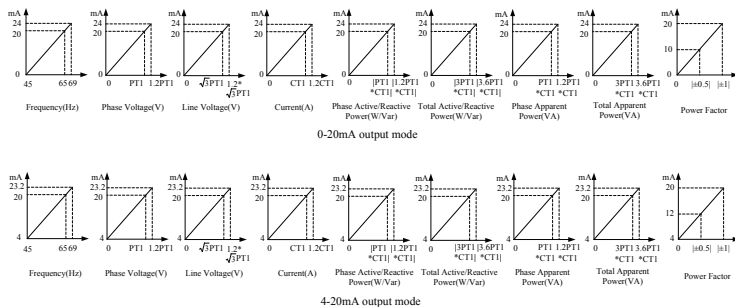 mA mA mA mA mA mA mA mA mA
24 24 24 24 24 24 24 24 20
20 20 20 20 20 20 20 20 10
0 0 0 0 0 0 0 0 0
45 6569 0 PT1 1.2PT1 0 √3PT1 1.2* √3PT1 0 CT1 1.2CT1 0 |PT1 *CT1| |1.2PT1 *CT1| 0 |3PT1 *CT1| |3.6PT1 *CT1| 0 PT1 *CT1 1.2PT1 *CT1 0 3PT1 *CT1 3.6PT1 *CT1 0 |±0.5| |±1|
Frequency(Hz) Phase Voltage(V) Line Voltage(V) Current(A) Phase Active/Reactive Power(W/Var) Total Active/Reactive Power(W/Var) Phase Apparent Power(VA) Total Apparent Power(VA) Power Factor
0-20mA output mode
mA mA mA mA mA mA mA mA mA
23.2 23.2 23.2 23.2 23.2 23.2 23.2 23.2 20
20 20 20 20 20 20 20 20 12
4 4 4 4 4 4 4 4 4
45 6569 0 PT1 1.2PT1 0 √3PT1 1.2* √3PT1 0 CT1 1.2CT1 0 |PT1 *CT1| |1.2PT1 *CT1| 0 |3PT1 *CT1| |3.6PT1 *CT1| 0 PT1 *CT1 1.2PT1 *CT1 0 3PT1 *CT1 3.6PT1 *CT1 0 |±0.5| |±1|
Frequency(Hz) Phase Voltage(V) Line Voltage(V) Current(A) Phase Active/Reactive Power(W/Var) Total Active/Reactive Power(W/Var) Phase Apparent Power(VA) Total Apparent Power(VA) Power Factor
4-20mA output mode